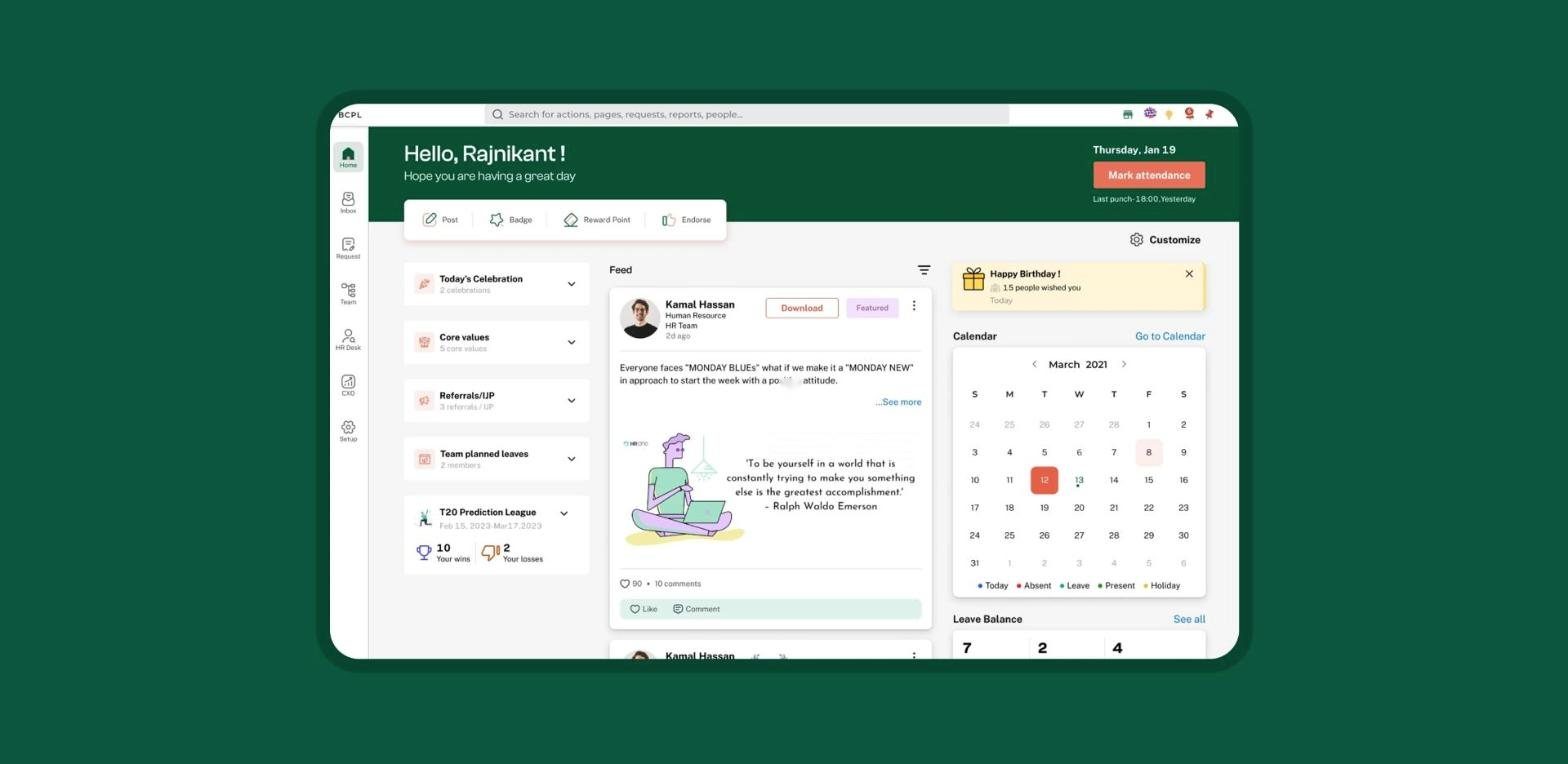 BCPL
Search for actions, pages, requests, reports, people...
Home
Inbox
Request
Team
HR Desk
CXO
Setup
Hello, Rajnikant !
Hope you are having a great day
Thursday, Jan 19
Mark attendance
Last punch-18:00,Yesterday
Post Badge Reward Point Endorse
Customize
Today's Celebration
2 celebrations
Core values
5 core values
Referrals/IJP
3 referrals / IJP
Team planned leaves
2 members
T20 Prediction League
Feb 15, 2023-Mar17,2023
10 2
Your wins Your losses
Feed
Kamal Hassan
Human Resource
HR Team
2d ago
Download Featured
Everyone faces "MONDAY BLUEs" what if we make it a "MONDAY NEW"
in approach to start the week with a attitude.
...See more
HR one
'To be yourself in a world that is
constantly trying to make you something
else is the greatest accomplishment.'
- Ralph Waldo Emerson
90 • 10 comments
Like Comment
Kamal Hassan
Happy Birthday !
15 people wished you
Today
Calendar Go to Calendar
March 2021
S M T W T F S
24 25 26 27 28 1 2
3 4 5 6 7 8 9
10 11 12 13 14 15 16
17 18 19 20 21 22 23
24 25 26 27 28 29 30
31 1 2 3 4 5 6
Today Absent Leave Present Holiday
Leave Balance See all
7 2 4